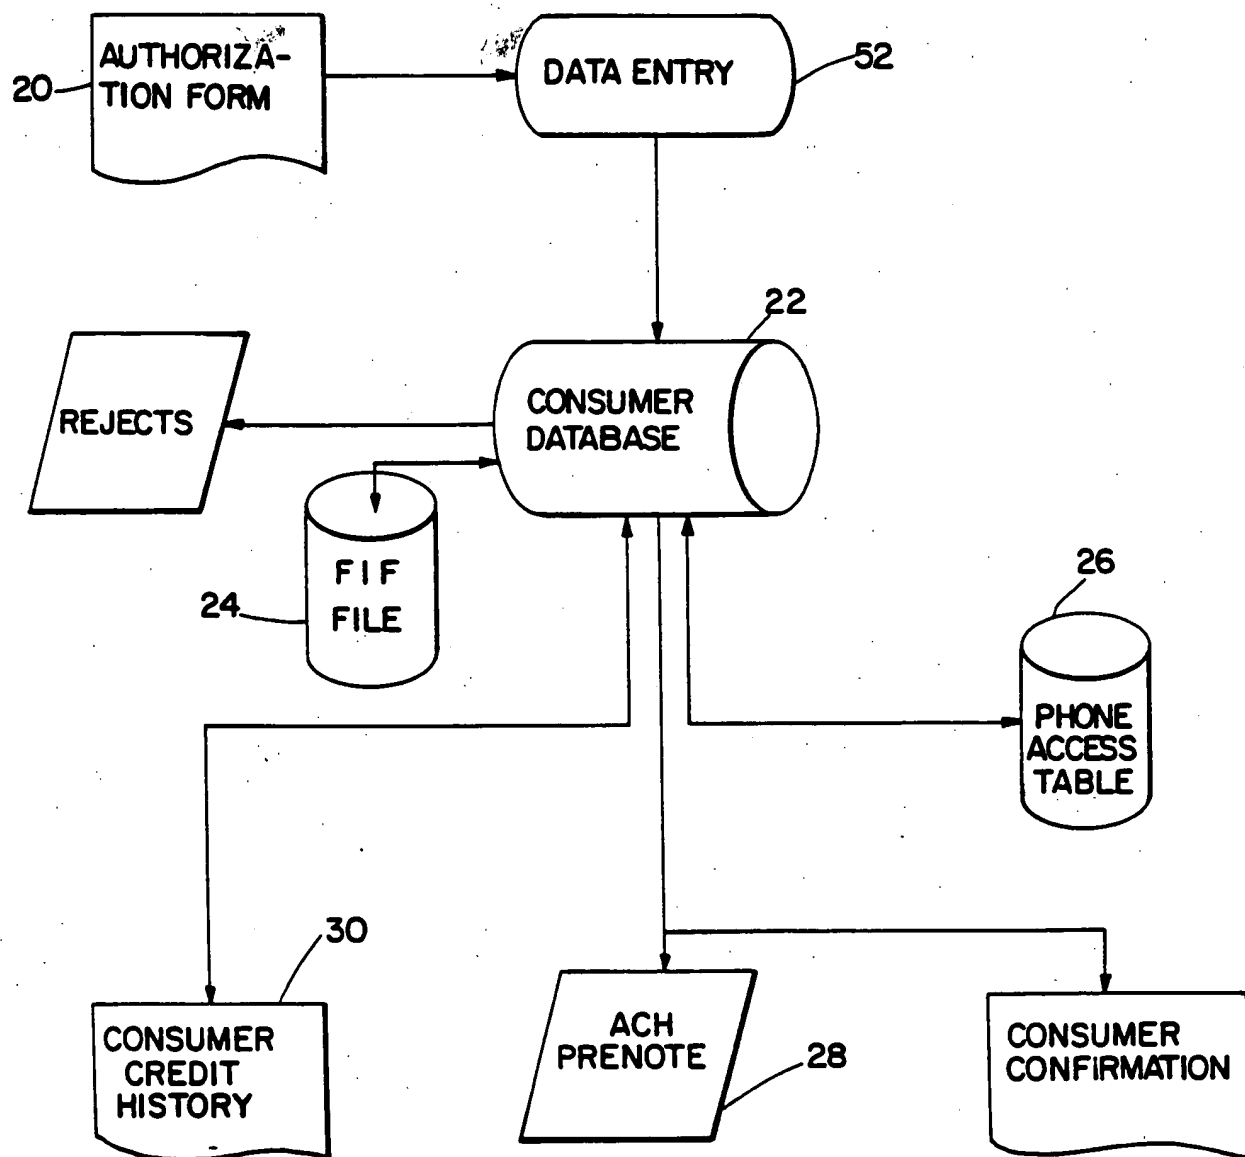 AUTHORIZA-
TION FORM
20
DATA ENTRY
52
22
CONSUMER
DATABASE
REJECTS
FIF
FILE
24
26
PHONE
ACCESS
TABLE
30
CONSUMER
CREDIT
HISTORY
ACH
PRENOTE
28
CONSUMER
CONFIRMATION